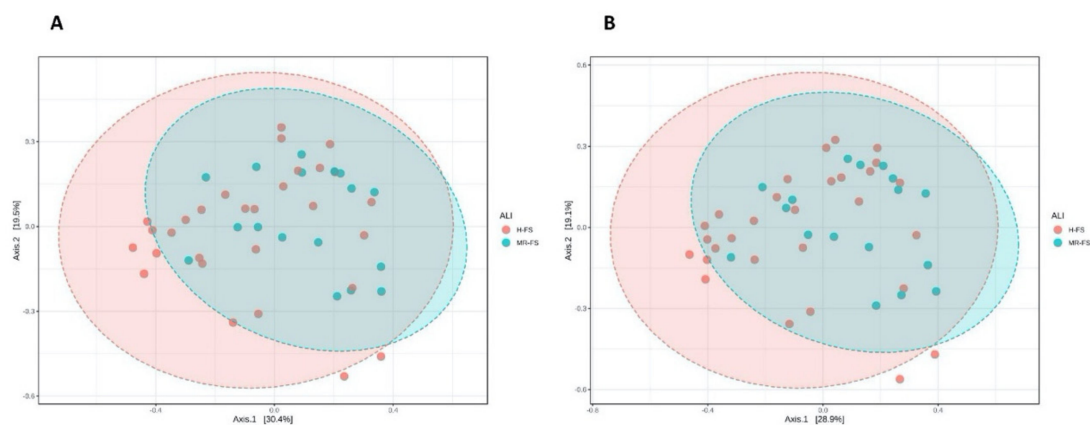 A
B
Axis.2 [19.5%]
0.3
0.0
-0.3
-0.6
-0.4
0.0
0.4
Axis.1 [30.4%]
ALI
H-FS
MR-FS
Axis.2 [19.1%]
0.6
0.3
0.0
-0.3
-0.6
-0.8
-0.4
0.0
0.4
Axis.1 [28.9%]
ALI
H-FS
MR-FS